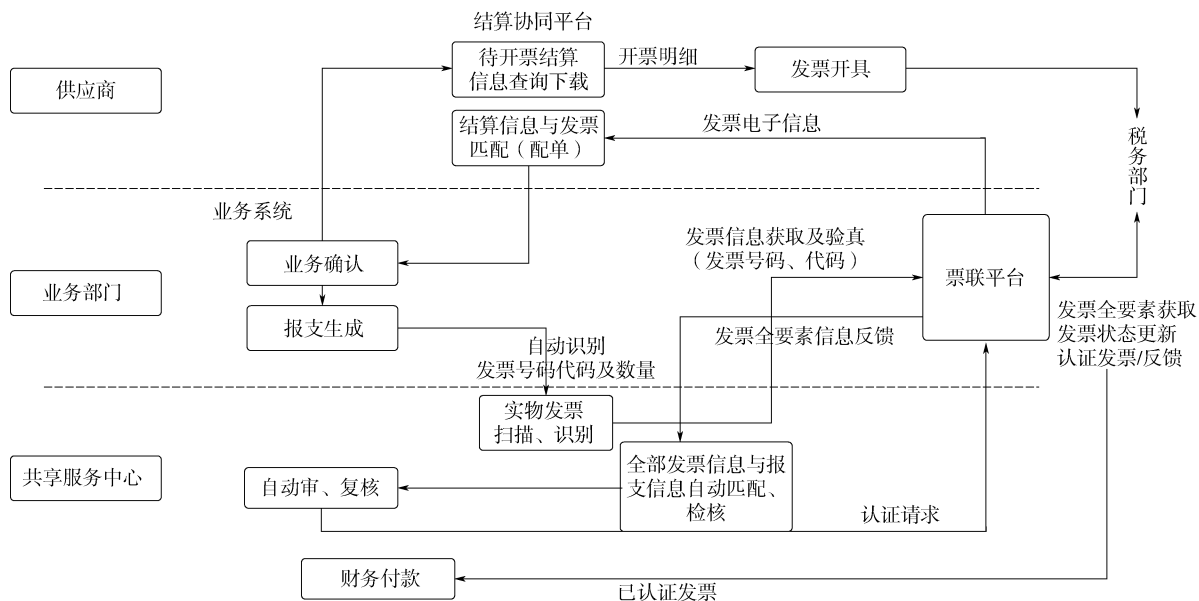 结算协同平台
供应商
待开票结算
信息查询下载
开票明细
发票开具
结算信息与发票
匹配（配单）
发票电子信息
税务部门
业务系统
业务部门
业务确认
报支生成
发票信息获取及验真
（发票号码、代码）
票联平台
自动识别
发票号码代码及数量
发票全要素信息反馈
发票全要素获取
发票状态更新
认证发票/反馈
共享服务中心
实物发票
扫描、识别
自动审、复核
全部发票信息与报
支信息自动匹配、
检核
认证请求
财务付款
已认证发票